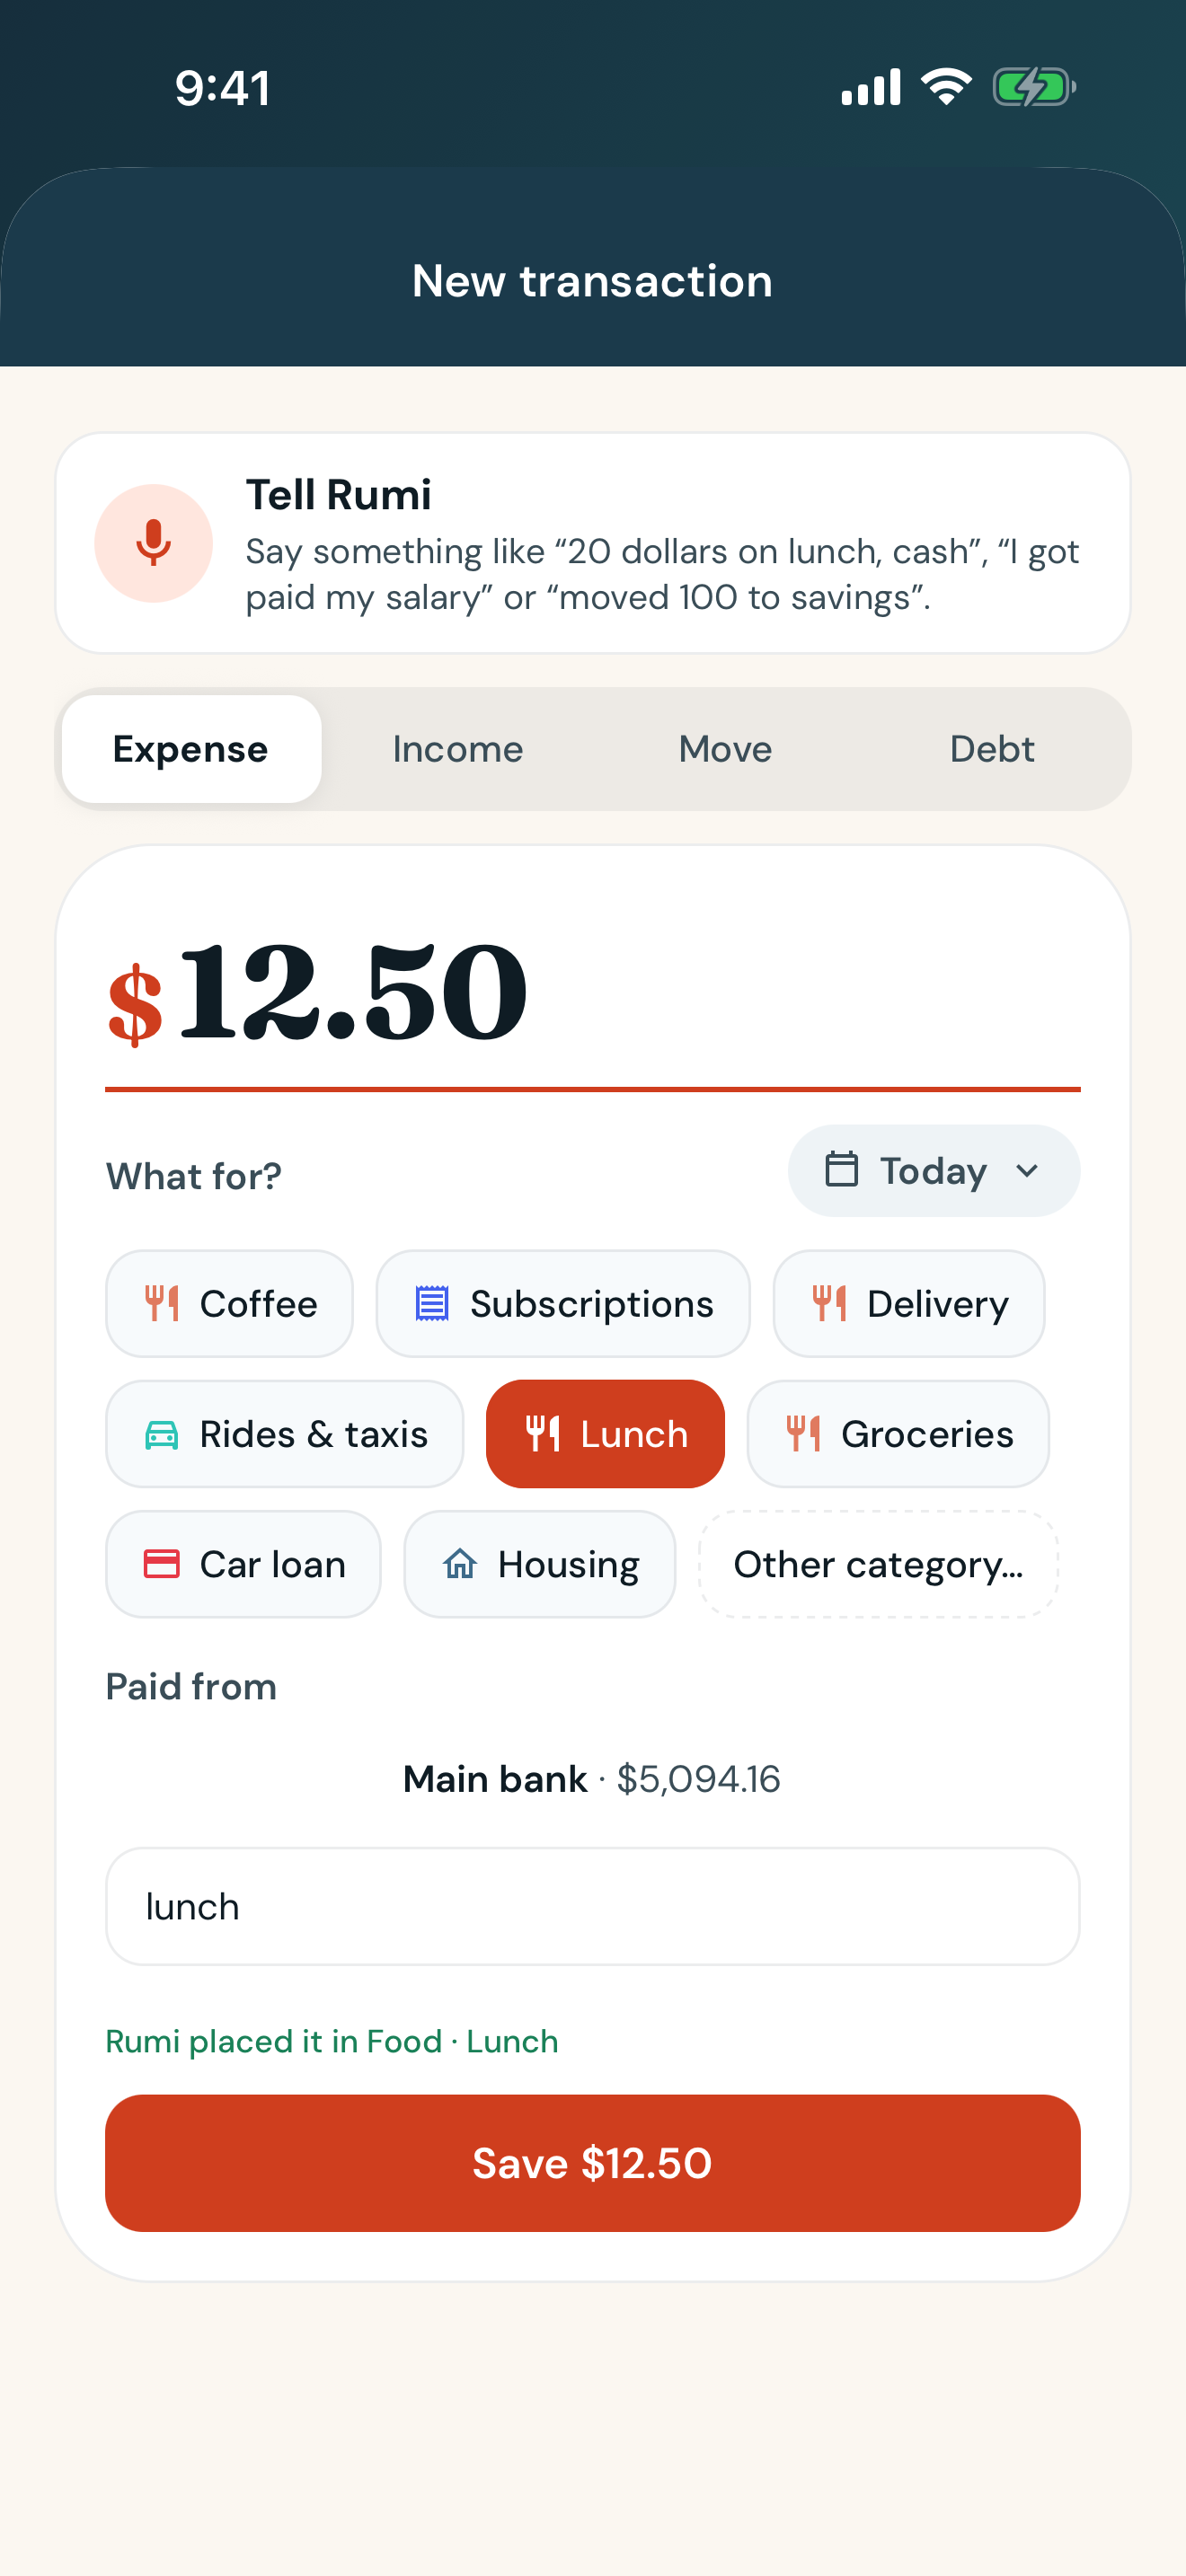 9:41
New transaction
Tell Rumi
Say something like “20 dollars on lunch, cash”, “I got
paid my salary” or “moved 100 to savings”.
Expense Income Move Debt
$12.50
What for? Today
Coffee Subscriptions Delivery
Rides & taxis Lunch Groceries
Car loan Housing Other category...
Paid from
Main bank · $5,094.16
lunch
Rumi placed it in Food · Lunch
Save $12.50